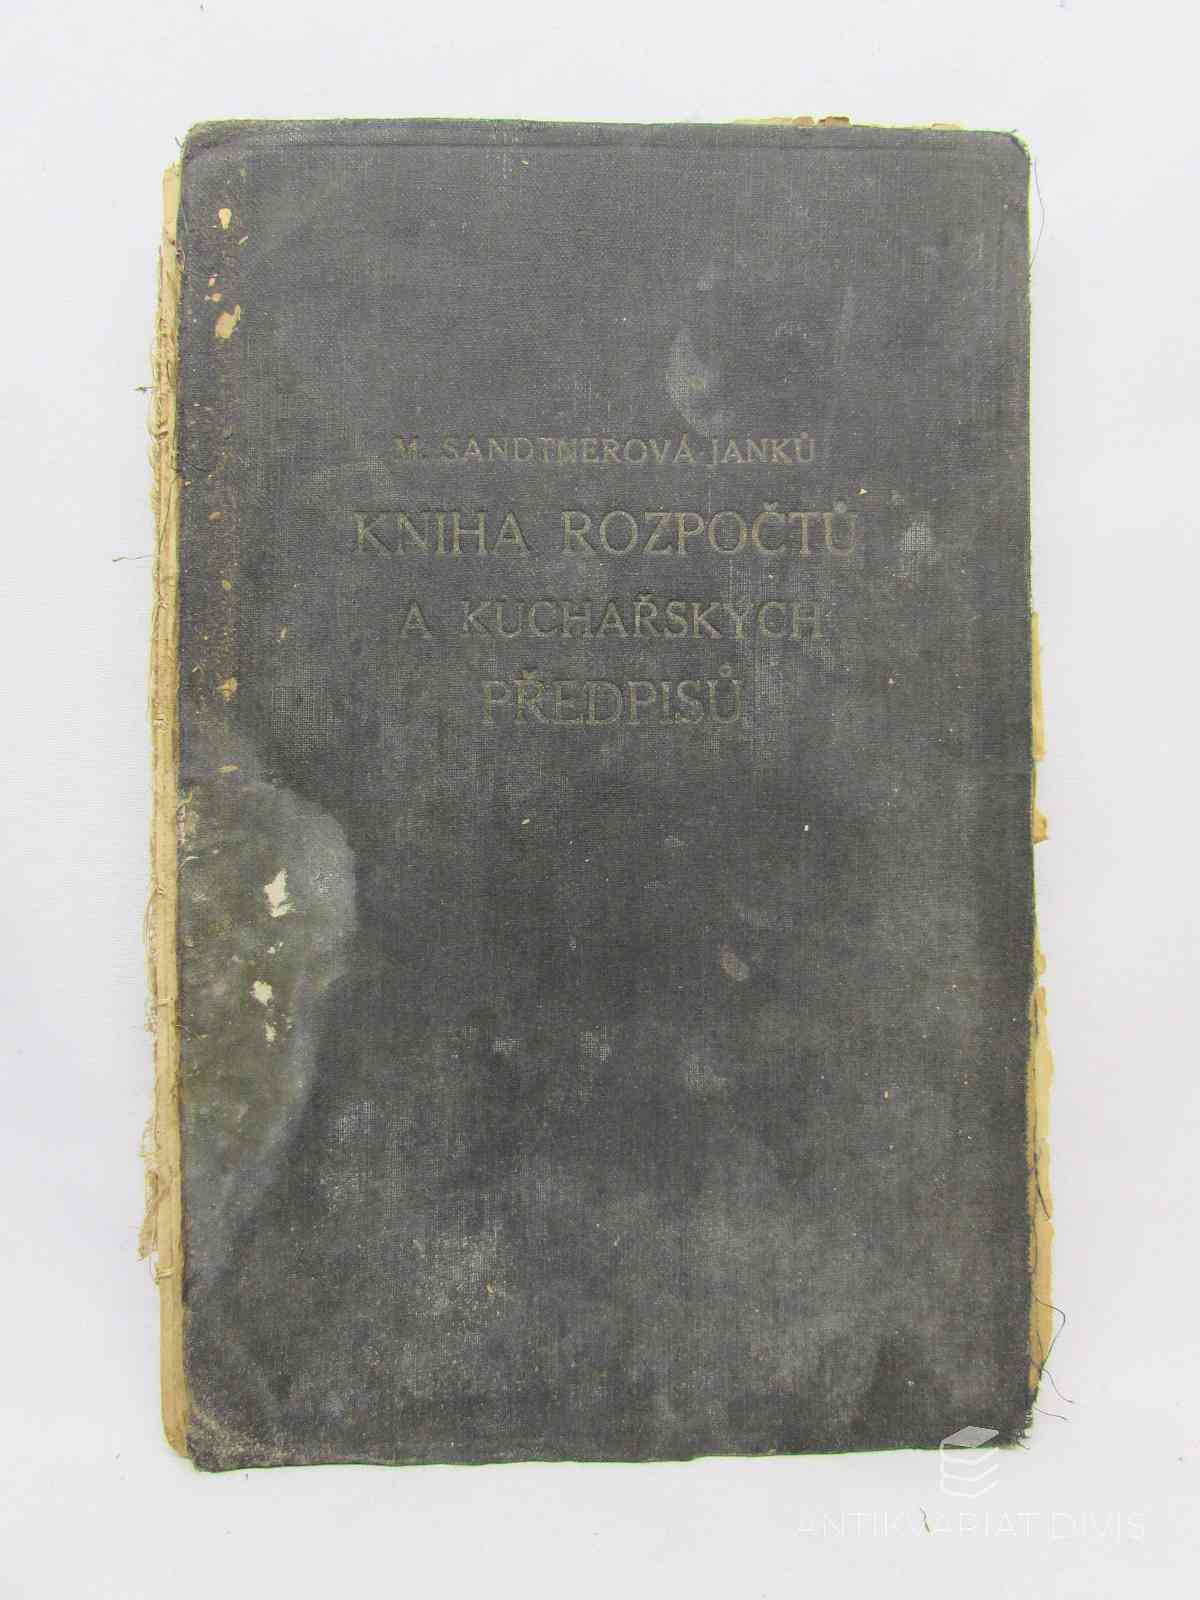 M. SANDTNEROVÁ-JANKŮ
KNIHA ROZPOČTŮ
A KUCHAŘSKÝCH
PŘEDPISŮ
ANTIKVARIAT DIVIS